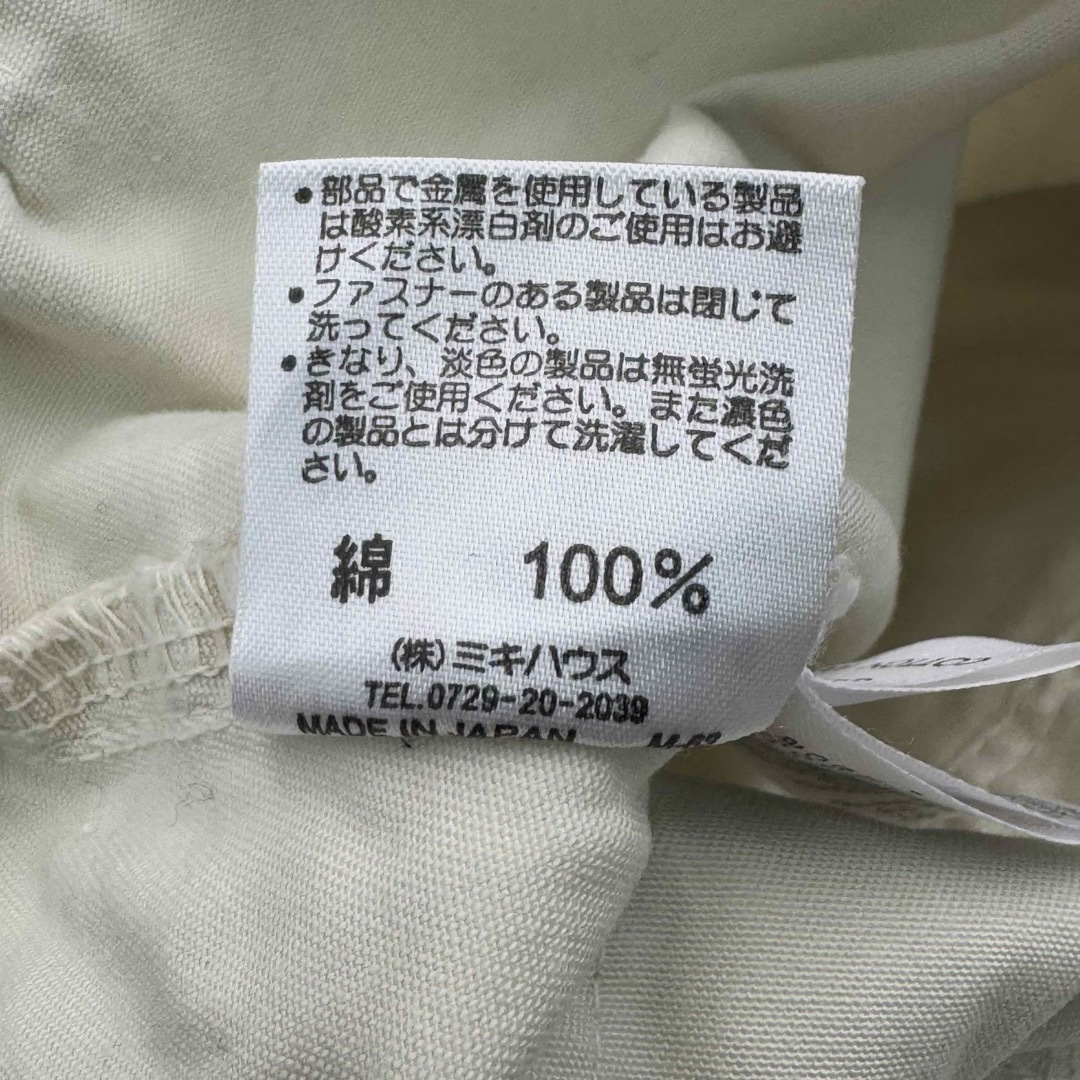 ・部品で金属を使用している製品
は酸素系漂白剤のご使用はお避
けください。
・ファスナーのある製品は閉じて
洗ってください。
・きなり、淡色の製品は無蛍光洗
剤をご使用ください。また濃色
の製品とは分けて洗濯してくだ
さい。
綿 100%
(株)ミキハウス
TEL.0729-20-2039
MADE IN JAPAN